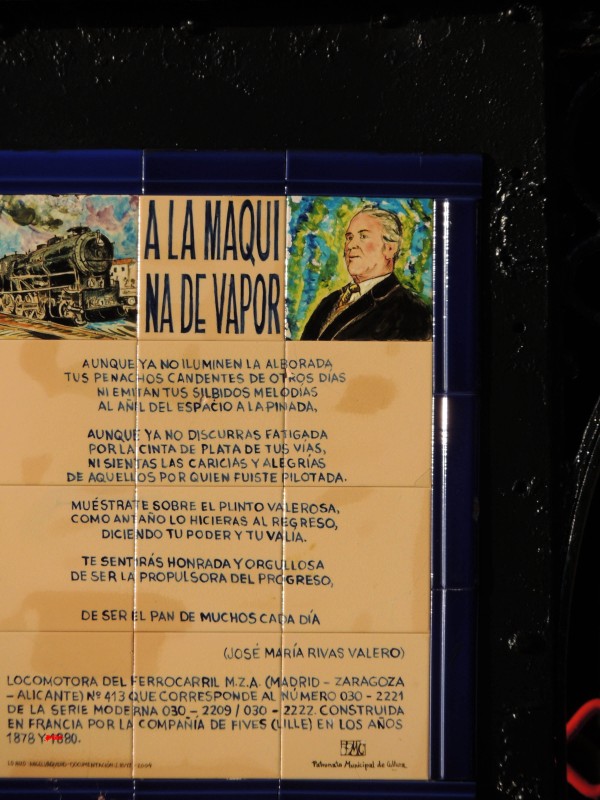 A LA MAQUI
NA DE VAPOR
AUNQUE YA NO ILUMINEN LA ALBORADA
TUS PENACHOS CANDENTES DE OTROS DÍAS
NI EMITAN TUS SILBIDOS MELODÍAS
AL AÑIL DEL ESPACIO A LA PINADA,
AUNQUE YA NO DISCURRAS FATIGADA
POR LA CINTA DE PLATA DE TUS VÍAS,
NI SIENTAS LAS CARICIAS Y ALEGRÍAS
DE AQUELLOS POR QUIEN FUISTE PILOTADA.
MUÉSTRATE SOBRE EL PLINTO VALEROSA,
COMO ANTAÑO LO HICIERAS AL REGRESO,
DICIENDO TU PODER Y TU VALIA.
TE SENTIRÁS HONRADA Y ORGULLOSA
DE SER LA PROPULSORA DEL PROGRESO,
DE SER EL PAN DE MUCHOS CADA DÍA
(JOSÉ MARÍA RIVAS VALERO)
LOCOMOTORA DEL FERROCARRIL M.Z.A. (MADRID - ZARAGOZA
- ALICANTE) Nº 413 QUE CORRESPONDE AL NÚMERO 030 - 2221
DE LA SERIE MODERNA 030 - 2209 / 030 - 2222. CONSTRUIDA
EN FRANCIA POR LA COMPAÑÍA DE FIVES (LILLE) EN LOS AÑOS
1878 Y 1880.
Patronato Municipal de